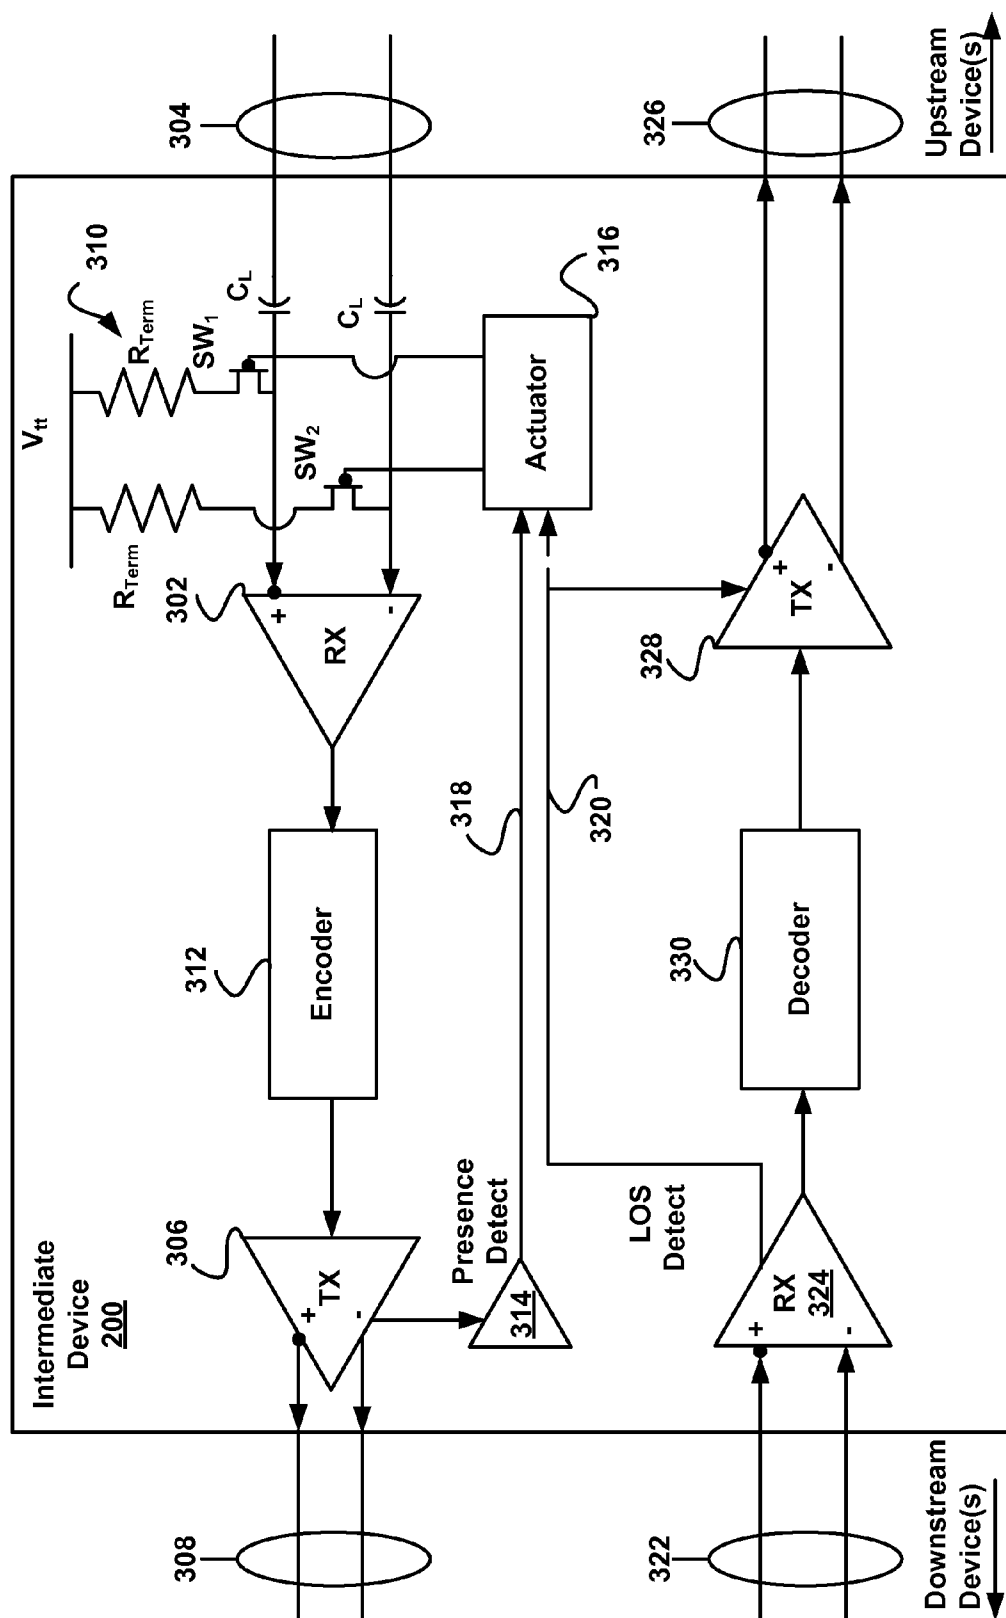 Intermediate
Device
200
308
306
TX
+
-
Presence
Detect
314
312
Encoder
302
RX
+
-
R_Term
R_Term
V_tt
310
SW_1
SW_2
C_L
C_L
304
316
Actuator
318
320
LOS
Detect
322
RX
324
+
-
330
Decoder
328
TX
+
-
326
Downstream
Device(s)
Upstream
Device(s)